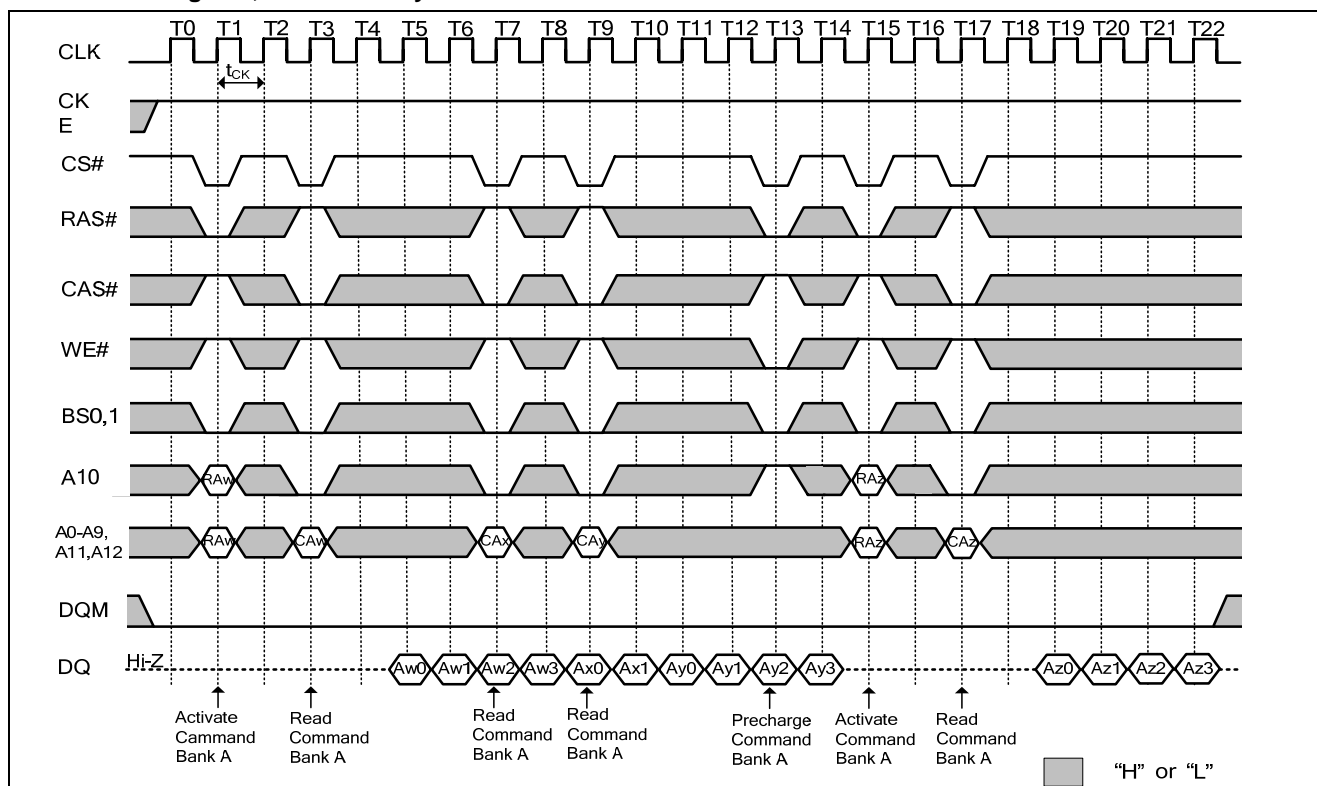 T0 T1 T2 T3 T4 T5 T6 T7 T8 T9 T10 T11 T12 T13 T14 T15 T16 T17 T18 T19 T20 T21 T22
CLK
tCK
CK
E
CS#
RAS#
CAS#
WE#
BS0,1
A10
RAw RAz
A0-A9,
A11,A12
RAw CAw CAx CAy RAz CAz
DQM
DQ Hi-Z Aw0 Aw1 Aw2 Aw3 Ax0 Ax1 Ay0 Ay1 Ay2 Ay3 Az0 Az1 Az2 Az3
Activate
Cammand
Bank A
Read
Command
Bank A
Read
Command
Bank A
Read
Command
Bank A
Precharge
Command
Bank A
Activate
Command
Bank A
Read
Command
Bank A
"H" or "L"